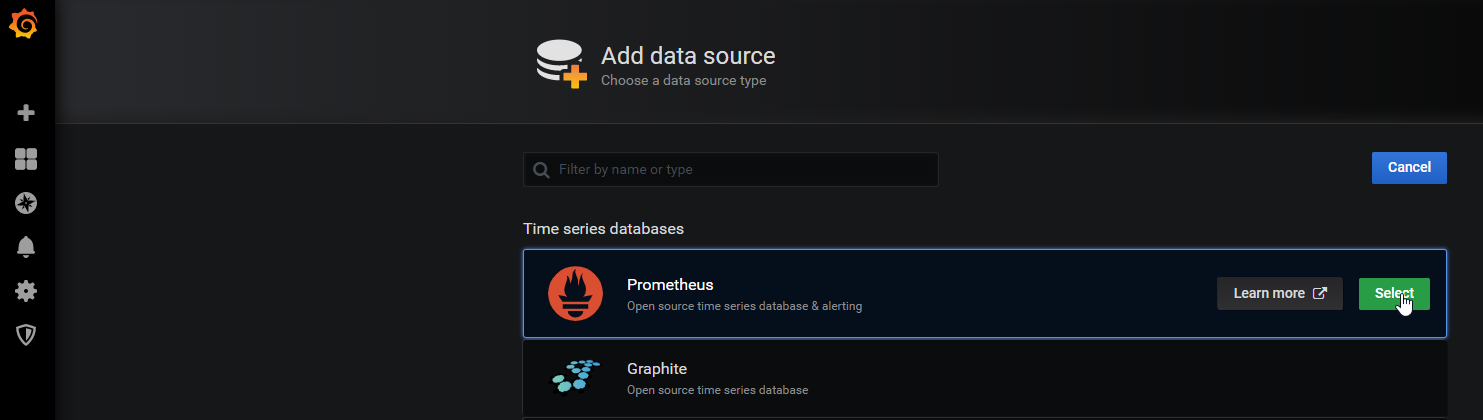 Add data source
Choose a data source type
Filter by name or type
Cancel
Time series databases
Prometheus
Open source time series database & alerting
Learn more
Select
Graphite
Open source time series database